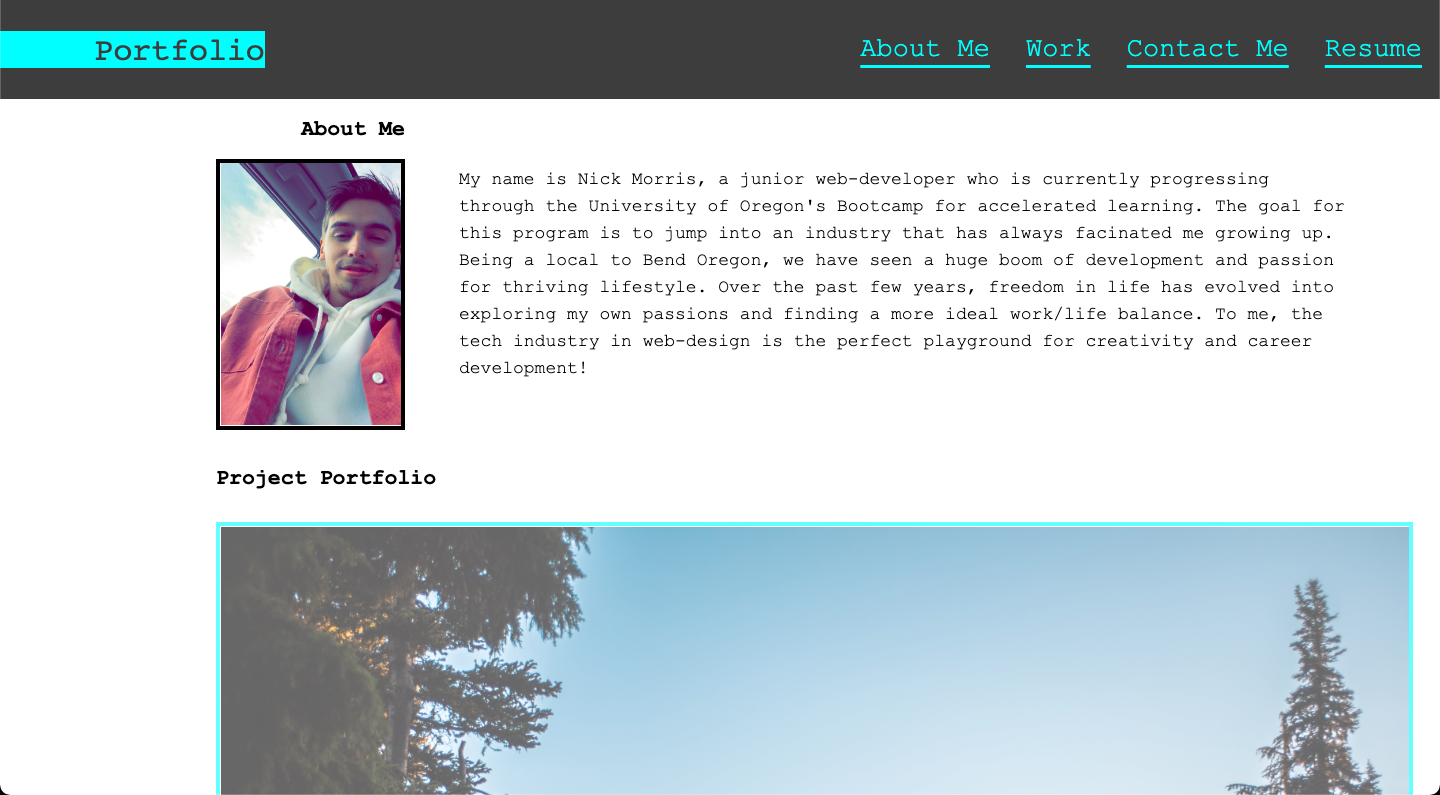 Portfolio
About Me Work Contact Me Resume
About Me
My name is Nick Morris, a junior web-developer who is currently progressing
through the University of Oregon's Bootcamp for accelerated learning. The goal for
this program is to jump into an industry that has always facinated me growing up.
Being a local to Bend Oregon, we have seen a huge boom of development and passion
for thriving lifestyle. Over the past few years, freedom in life has evolved into
exploring my own passions and finding a more ideal work/life balance. To me, the
tech industry in web-design is the perfect playground for creativity and career
development!
Project Portfolio